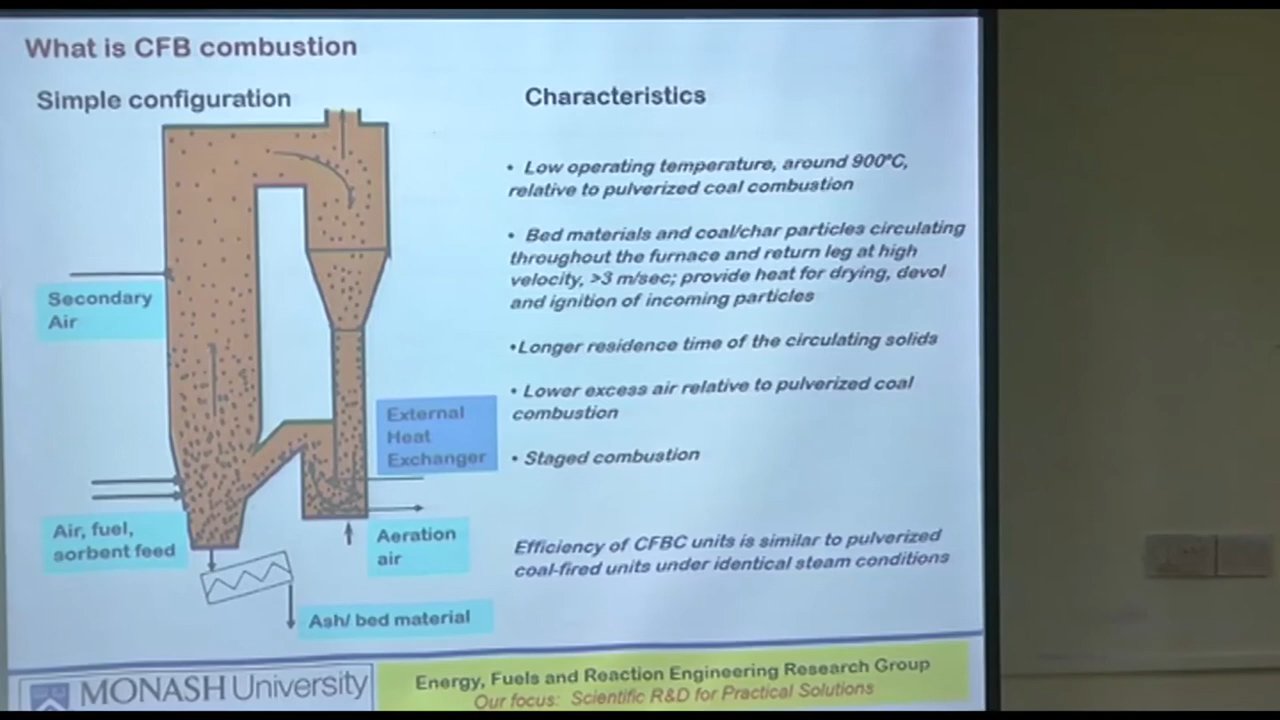 What is CFB combustion
Simple configuration
Characteristics
• Low operating temperature, around 900ºC,
relative to pulverized coal combustion
• Bed materials and coal/char particles circulating
throughout the furnace and return leg at high
velocity, >3 m/sec; provide heat for drying, devol
and ignition of incoming particles
•Longer residence time of the circulating solids
• Lower excess air relative to pulverized coal
combustion
• Staged combustion
Efficiency of CFBC units is similar to pulverized
coal-fired units under identical steam conditions
Secondary
Air
External
Heat
Exchanger
Air, fuel,
sorbent feed
Aeration
air
Ash/ bed material
MONASH University
Energy, Fuels and Reaction Engineering Research Group
Our focus: Scientific R&D for Practical Solutions